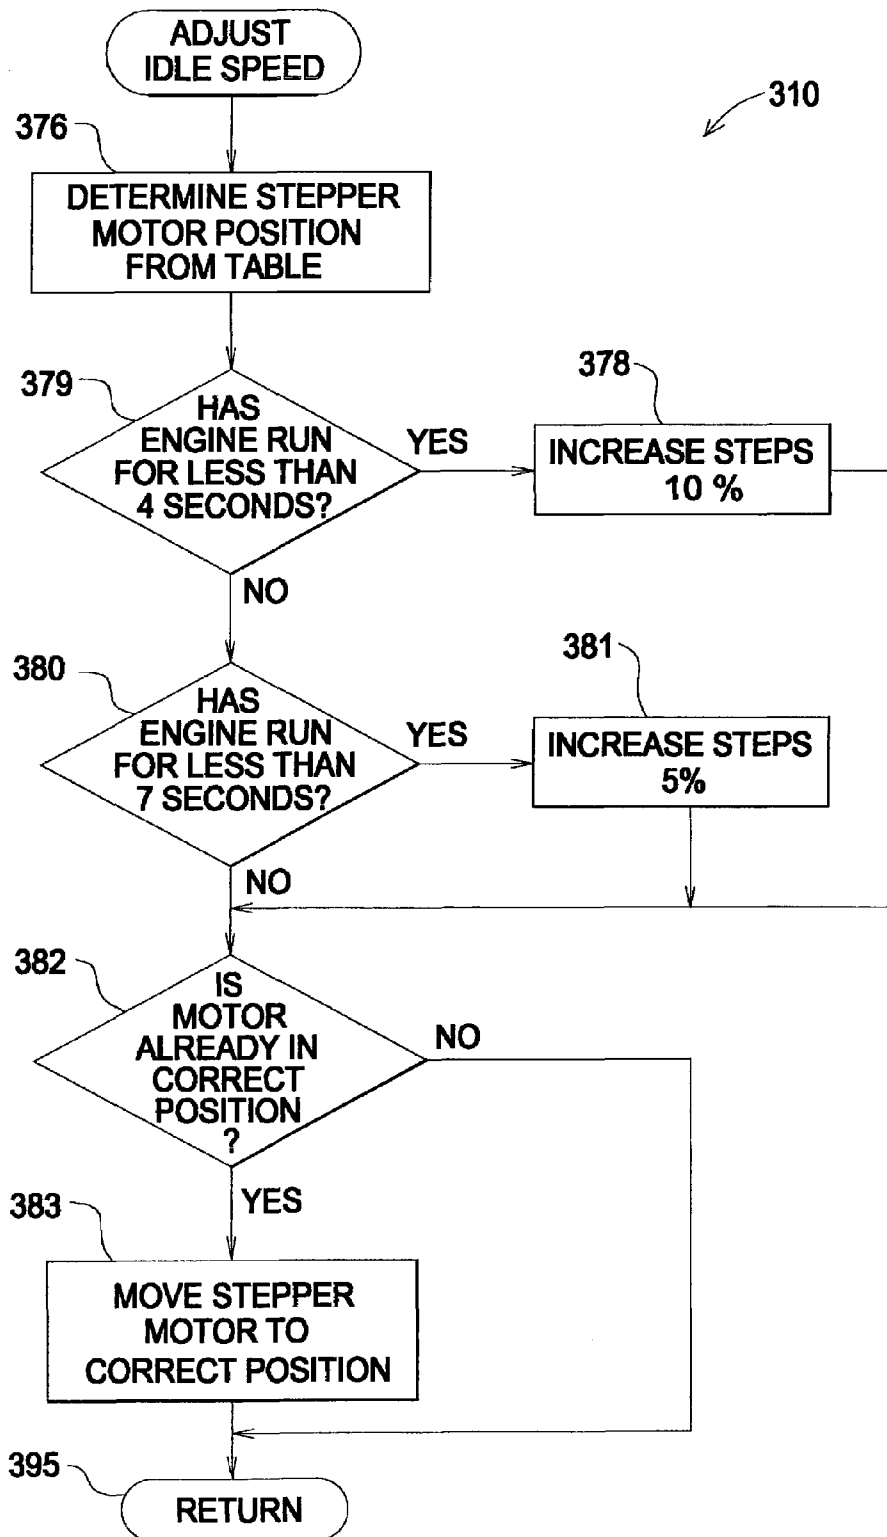 ADJUST
IDLE SPEED
310
376
DETERMINE STEPPER
MOTOR POSITION
FROM TABLE
379
HAS
ENGINE RUN
FOR LESS THAN
4 SECONDS?
YES
378
INCREASE STEPS
10 %
NO
380
HAS
ENGINE RUN
FOR LESS THAN
7 SECONDS?
YES
381
INCREASE STEPS
5%
NO
382
IS
MOTOR
ALREADY IN
CORRECT
POSITION
?
NO
YES
383
MOVE STEPPER
MOTOR TO
CORRECT POSITION
395
RETURN